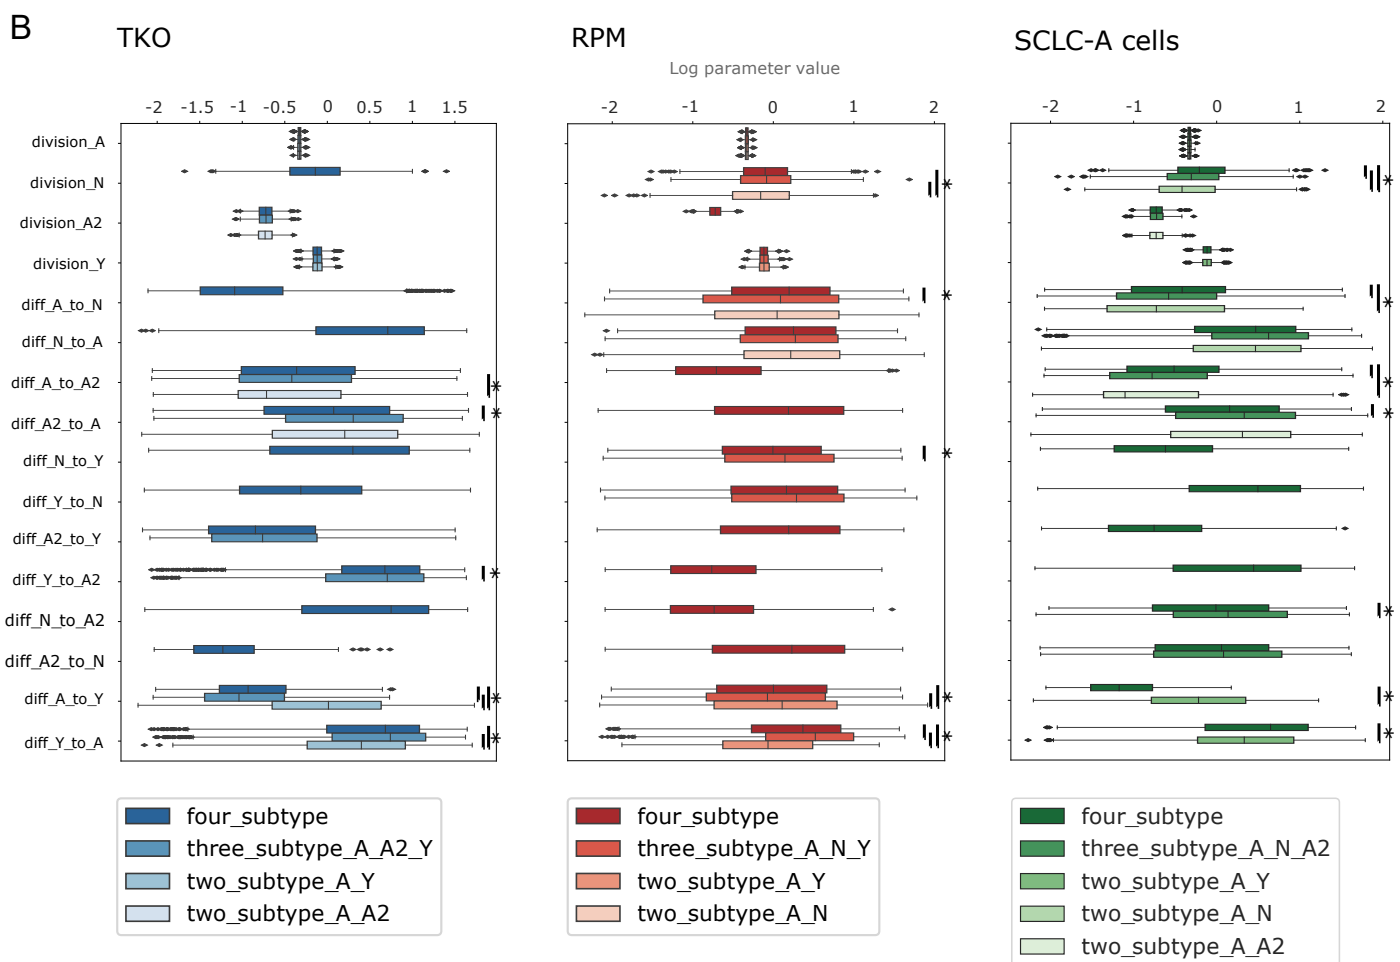 B
TKO
RPM
SCLC-A cells
Log parameter value
-2 -1.5 -1 -0.5 0 0.5 1 1.5
-2 -1 0 1 2
-2 -1 0 1 2
division_A
division_N
*
*
division_A2
division_Y
diff_A_to_N
*
*
diff_N_to_A
diff_A_to_A2
*
*
diff_A2_to_A
*
*
diff_N_to_Y
*
diff_Y_to_N
diff_A2_to_Y
diff_Y_to_A2
*
diff_N_to_A2
*
diff_A2_to_N
diff_A_to_Y
*
*
*
diff_Y_to_A
*
*
*
four_subtype
three_subtype_A_A2_Y
two_subtype_A_Y
two_subtype_A_A2
four_subtype
three_subtype_A_N_Y
two_subtype_A_Y
two_subtype_A_N
four_subtype
three_subtype_A_N_A2
two_subtype_A_Y
two_subtype_A_N
two_subtype_A_A2